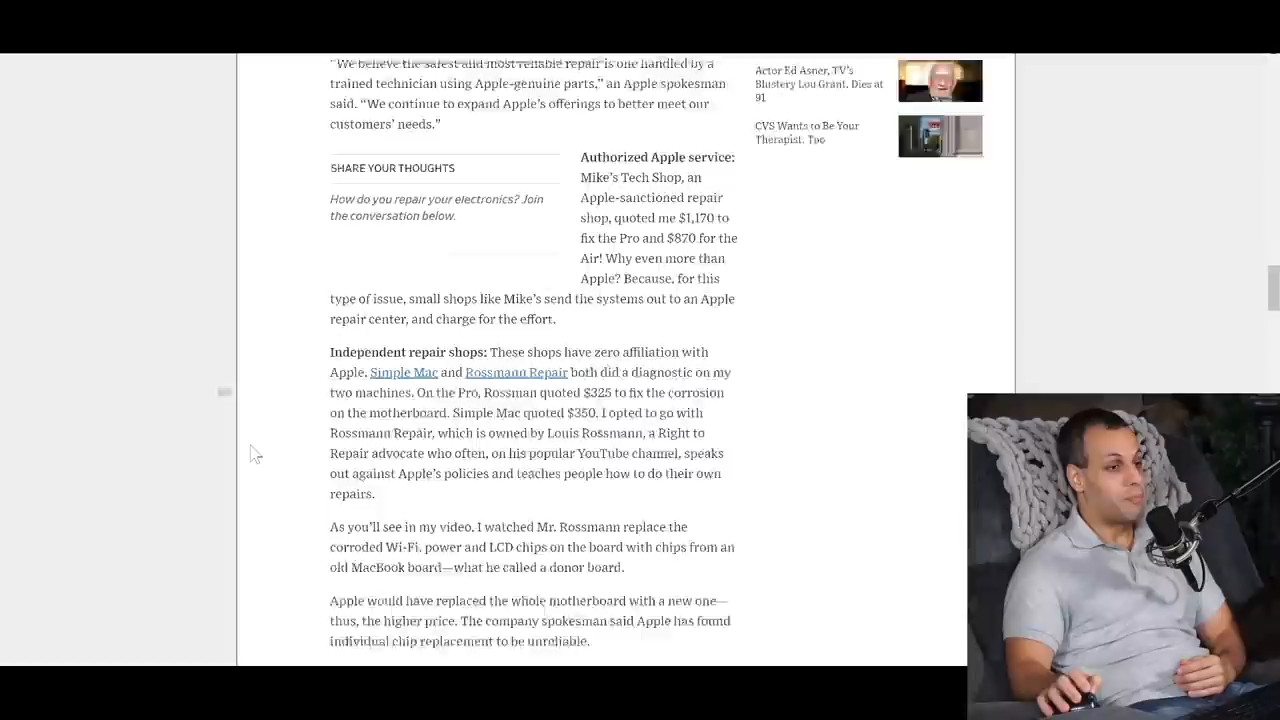 "We believe the safest and most reliable repair is one handled by a
trained technician using Apple-genuine parts," an Apple spokesman
said. "We continue to expand Apple's offerings to better meet our
customers' needs."
SHARE YOUR THOUGHTS
How do you repair your electronics? Join
the conversation below.
Authorized Apple service:
Mike's Tech Shop, an
Apple-sanctioned repair
shop, quoted me $1,170 to
fix the Pro and $870 for the
Air! Why even more than
Apple? Because, for this
type of issue, small shops like Mike's send the systems out to an Apple
repair center, and charge for the effort.
Independent repair shops: These shops have zero affiliation with
Apple. Simple Mac and Rossmann Repair both did a diagnostic on my
two machines. On the Pro, Rossman quoted $325 to fix the corrosion
on the motherboard. Simple Mac quoted $350. I opted to go with
Rossmann Repair, which is owned by Louis Rossmann, a Right to
Repair advocate who often, on his popular YouTube channel, speaks
out against Apple's policies and teaches people how to do their own
repairs.
As you'll see in my video, I watched Mr. Rossmann replace the
corroded Wi-Fi, power and LCD chips on the board with chips from an
old MacBook board—what he called a donor board.
Apple would have replaced the whole motherboard with a new one—
thus, the higher price. The company spokesman said Apple has found
individual chip replacement to be unreliable.
Actor Ed Asner, TV's
Blustery Lou Grant, Dies at
91
CVS Wants to Be Your
Therapist, Too